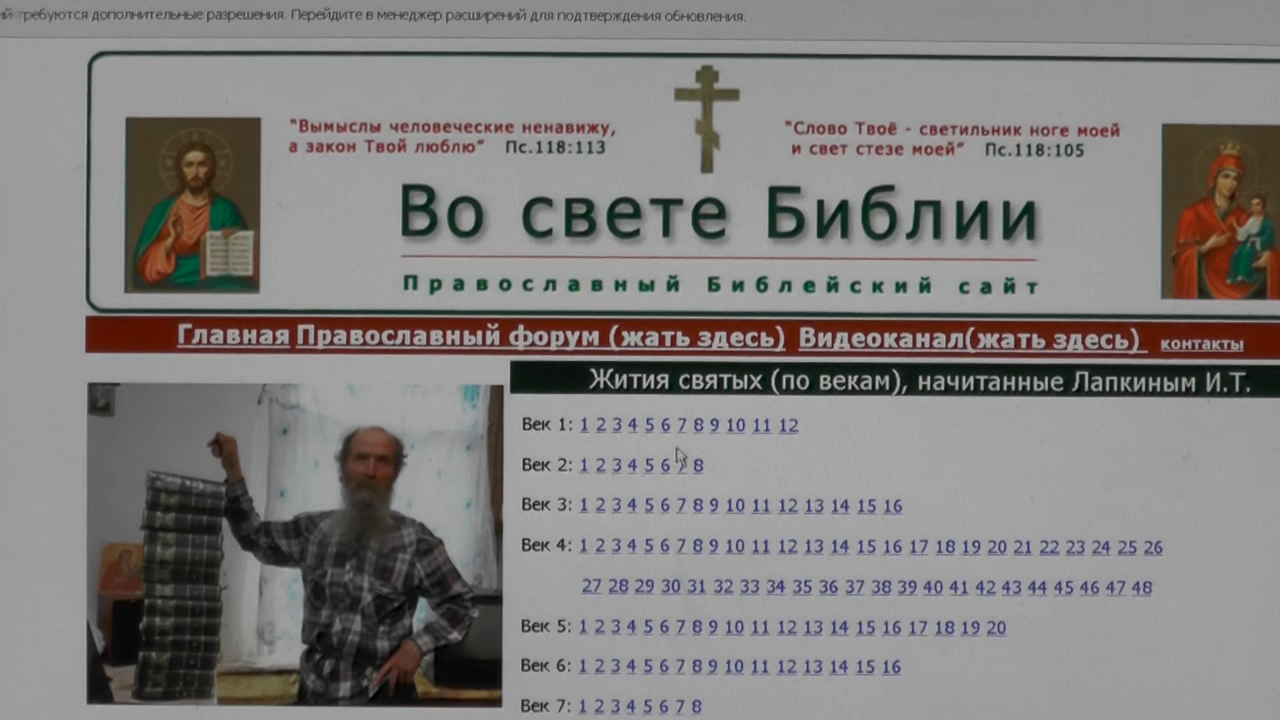 требуются дополнительные разрешения. Перейдите в менеджер расширений для подтверждения обновления.
"Вымыслы человеческие ненавижу,
а закон Твой люблю" Пс.118:113
"Слово Твоё - светильник ноге моей
и свет стезе моей" Пс.118:105
Во свете Библии
Православный Библейский сайт
Главная Православный форум (жать здесь) Видеоканал(жать здесь) контакты
Жития святых (по векам), начитанные Лапкиным И.Т.
Век 1: 1 2 3 4 5 6 7 8 9 10 11 12
Век 2: 1 2 3 4 5 6 7 8
Век 3: 1 2 3 4 5 6 7 8 9 10 11 12 13 14 15 16
Век 4: 1 2 3 4 5 6 7 8 9 10 11 12 13 14 15 16 17 18 19 20 21 22 23 24 25 26
27 28 29 30 31 32 33 34 35 36 37 38 39 40 41 42 43 44 45 46 47 48
Век 5: 1 2 3 4 5 6 7 8 9 10 11 12 13 14 15 16 17 18 19 20
Век 6: 1 2 3 4 5 6 7 8 9 10 11 12 13 14 15 16
Век 7: 1 2 3 4 5 6 7 8